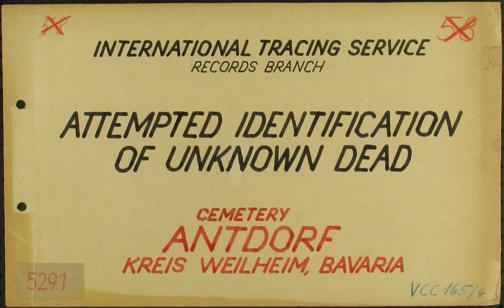 58
INTERNATIONAL TRACING SERVICE
RECORDS BRANCH
ATTEMPTED IDENTIFICATION
OF UNKNOWN DEAD
CEMETERY
ANTDORF
KREIS WEILHEIM, BAVARIA
5291
VCC 165/